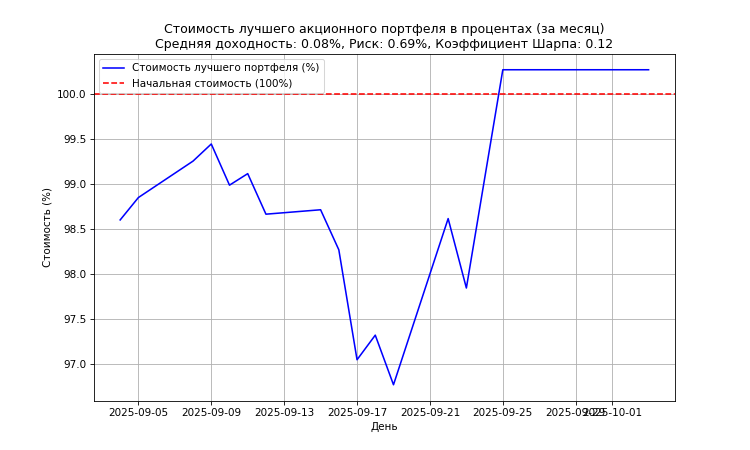 Стоимость лучшего акционного портфеля в процентах (за месяц)
Средняя доходность: 0.08%, Риск: 0.69%, Коэффициент Шарпа: 0.12
Стоимость лучшего портфеля (%)
Начальная стоимость (100%)
Стоимость (%)
100.0
99.5
99.0
98.5
98.0
97.5
97.0
2025-09-05 2025-09-09 2025-09-13 2025-09-17 2025-09-21 2025-09-25 2025-09-29 2025-10-01
День